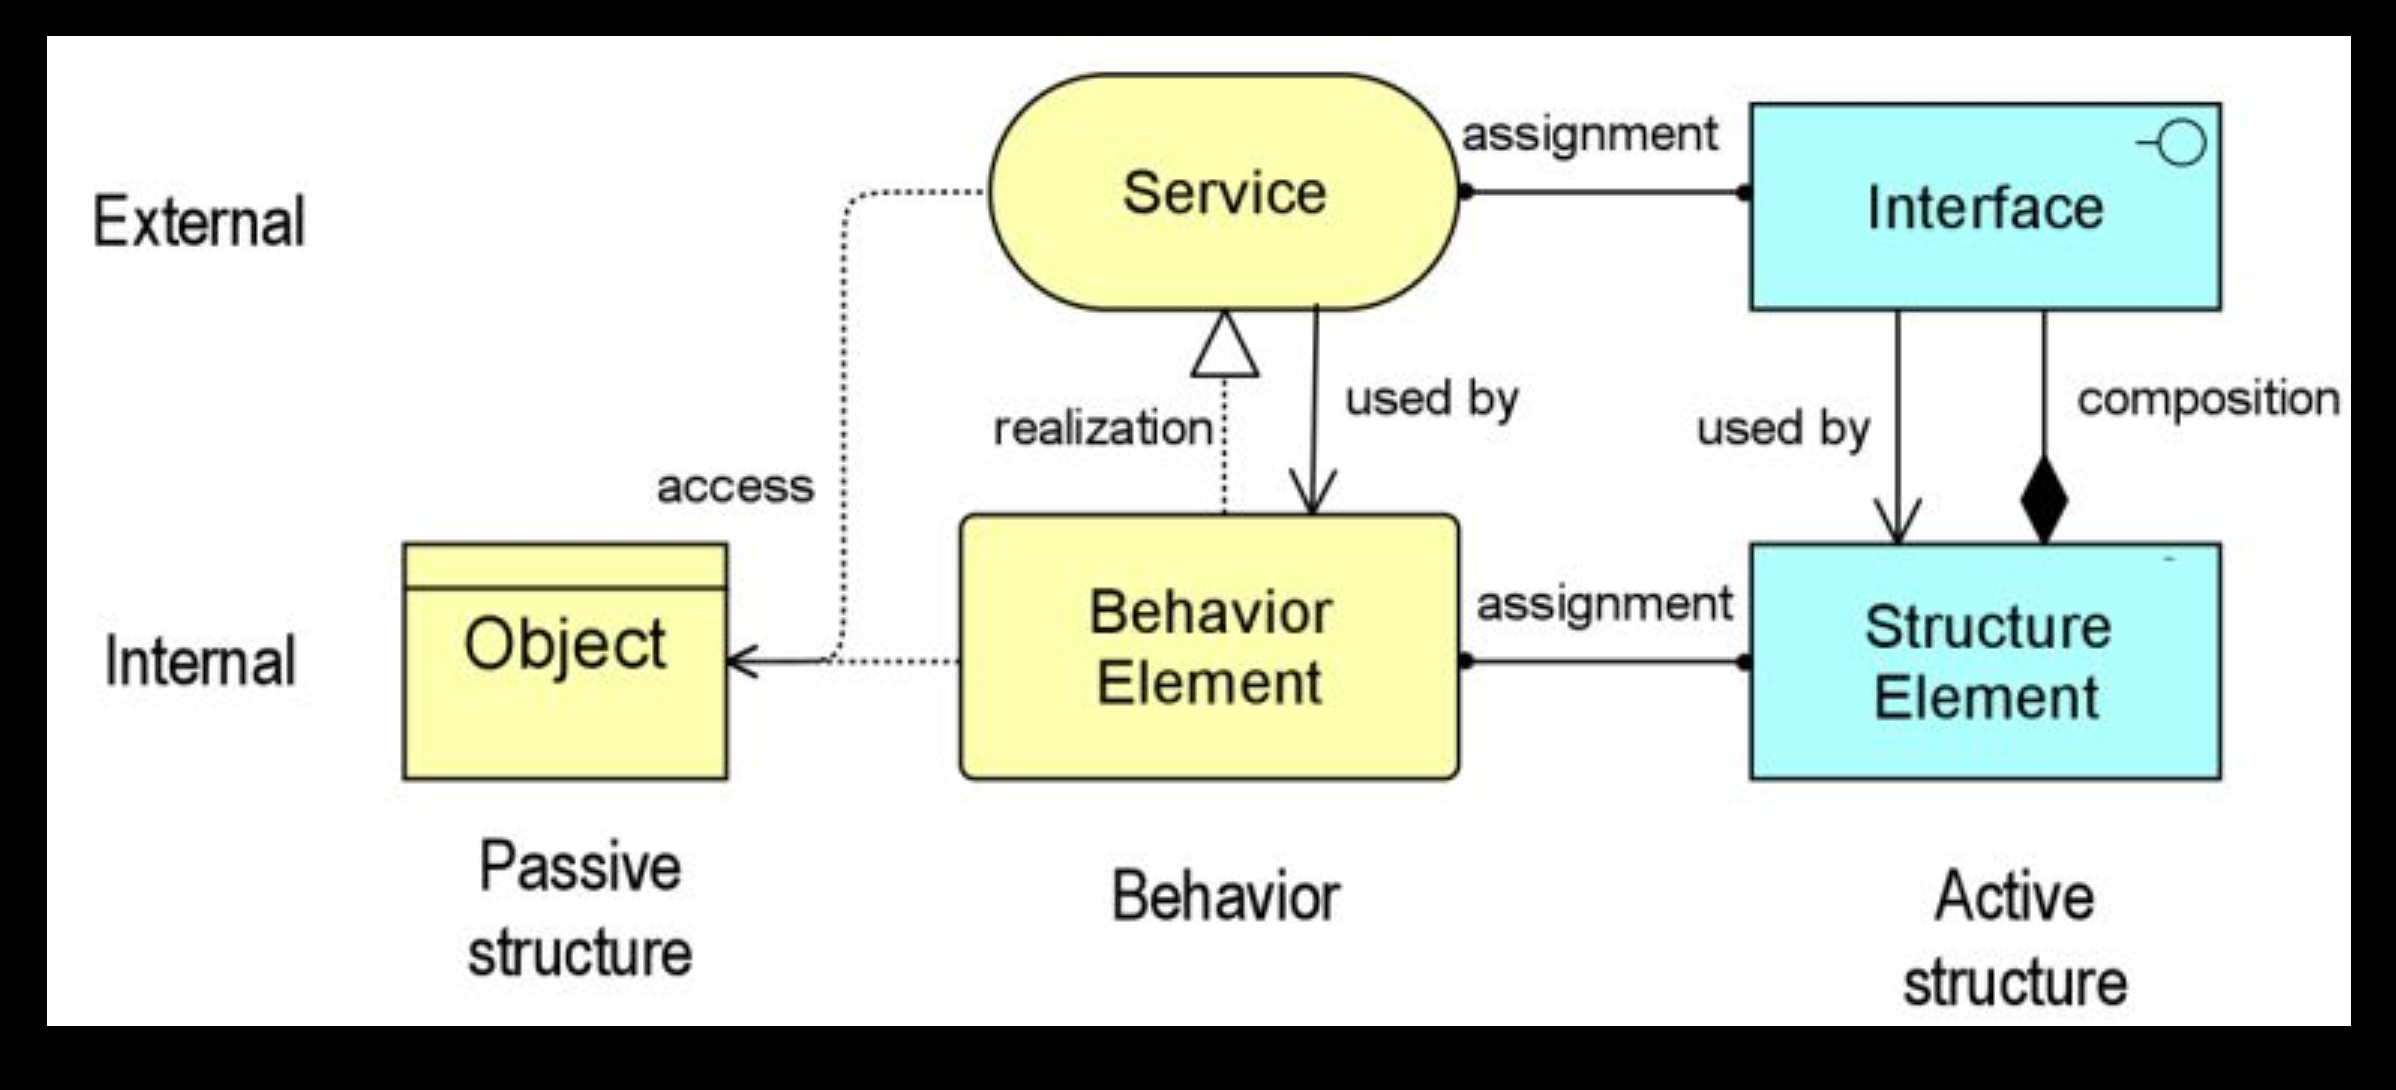 assignment
Service
Interface
External
used by
composition
realization
used by
access
Behavior
Element
assignment
Structure
Element
Object
Internal
Passive
structure
Behavior
Active
structure